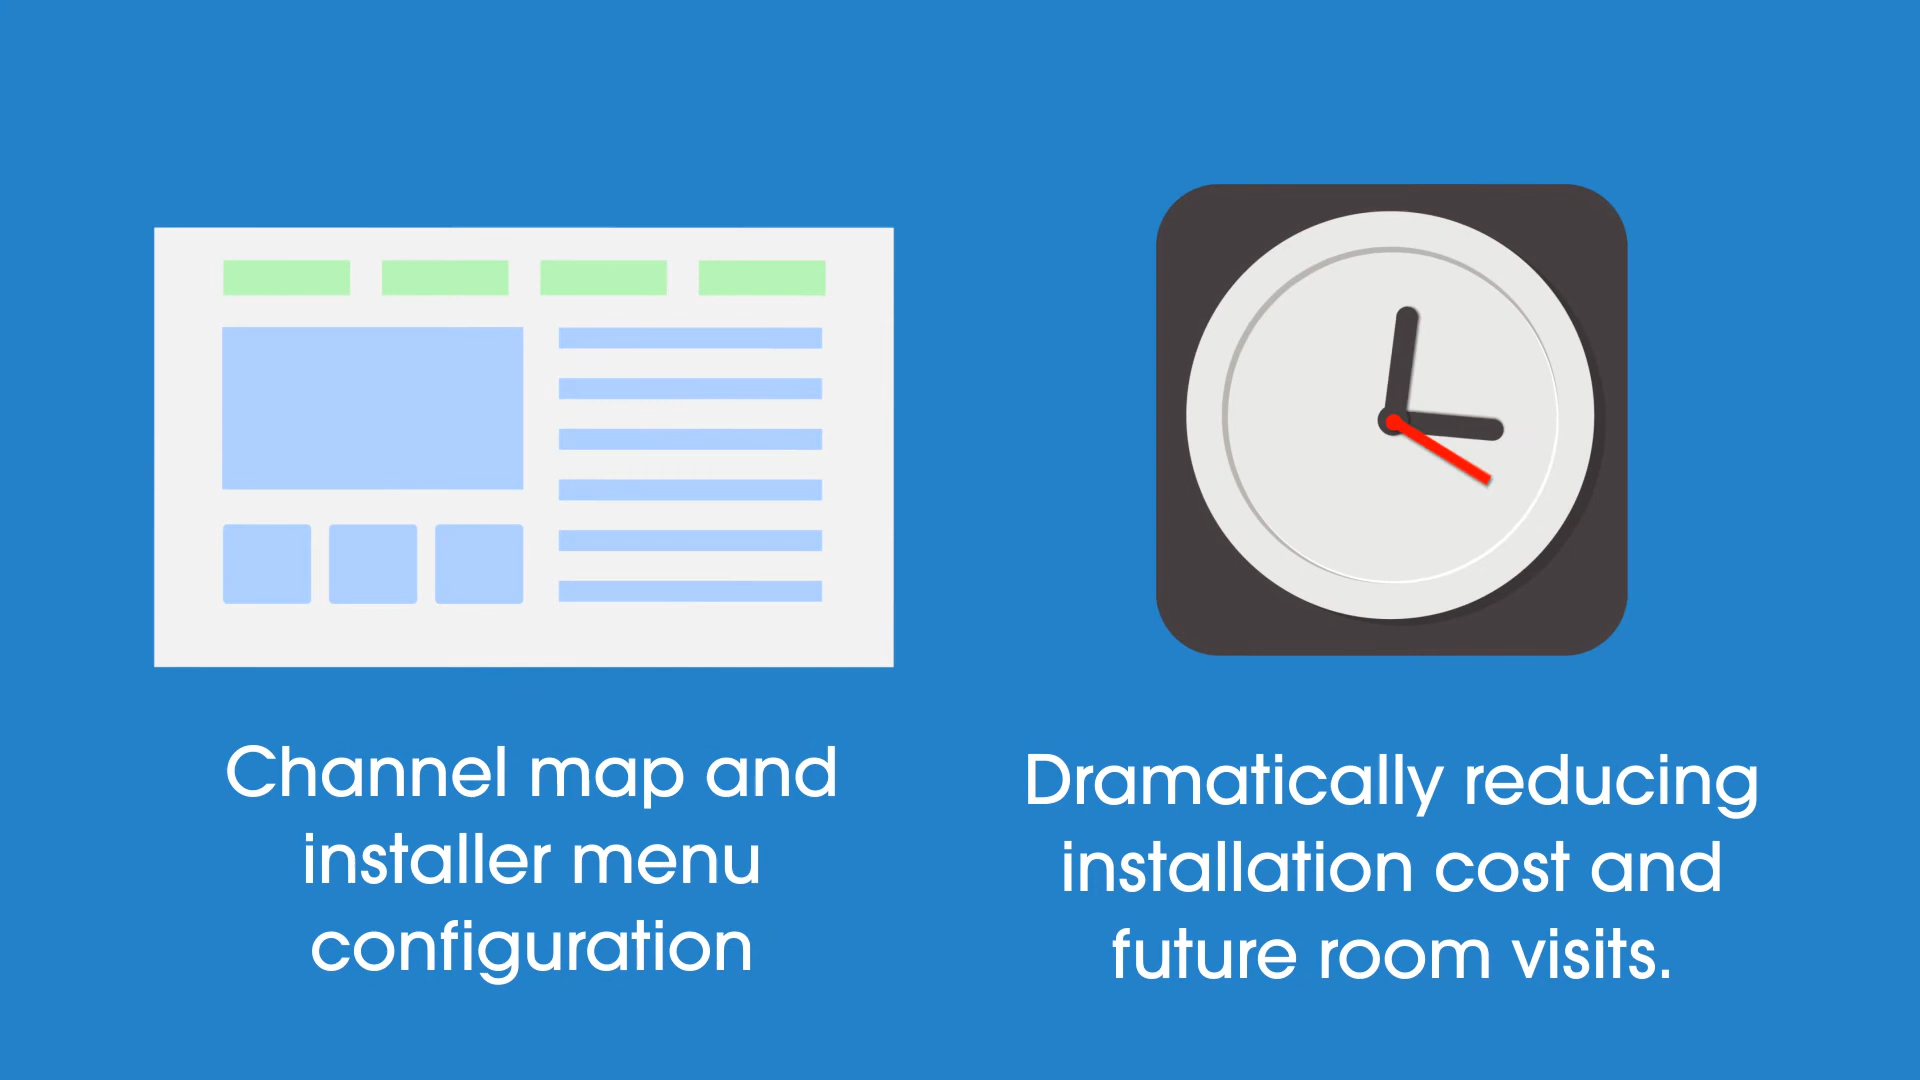 Channel map and
installer menu
configuration
Dramatically reducing
installation cost and
future room visits.